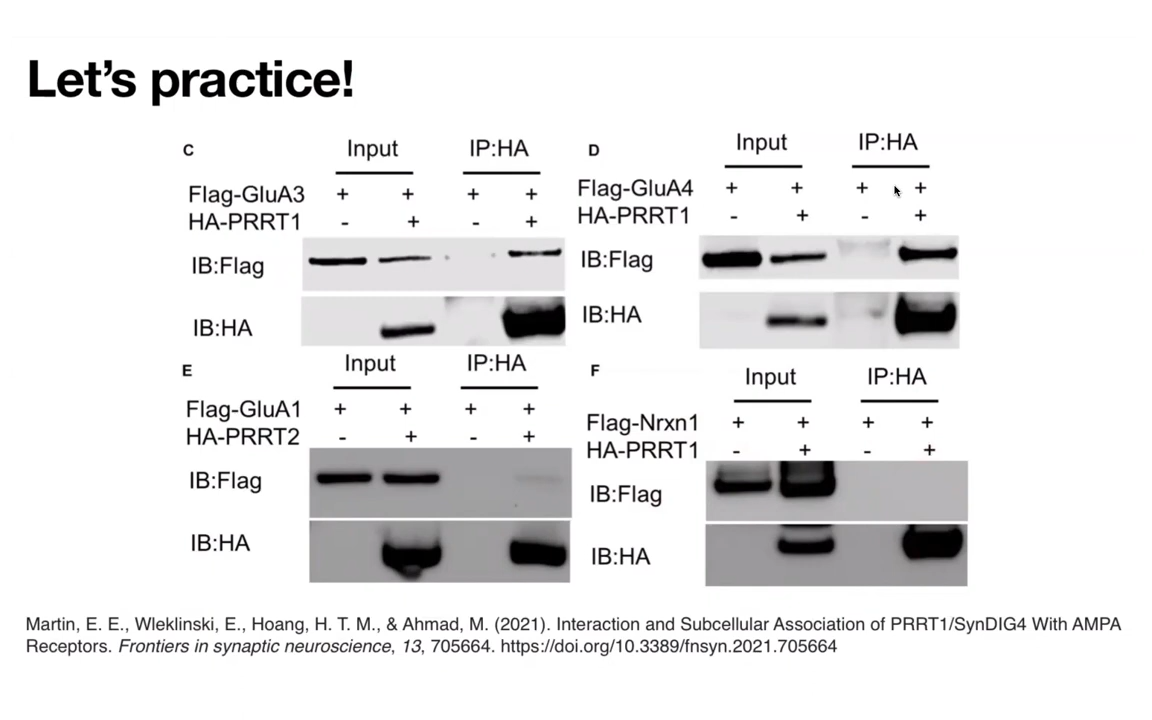 Let's practice!
C
Input IP:HA
Flag-GluA3 + + + +
HA-PRRT1 - + - +
IB:Flag
IB:HA
D
Input IP:HA
Flag-GluA4 + + + +
HA-PRRT1 - + - +
IB:Flag
IB:HA
E
Input IP:HA
Flag-GluA1 + + + +
HA-PRRT2 - + - +
IB:Flag
IB:HA
F
Input IP:HA
Flag-Nrxn1 + + + +
HA-PRRT1 - + - +
IB:Flag
IB:HA
Martin, E. E., Wleklinski, E., Hoang, H. T. M., & Ahmad, M. (2021). Interaction and Subcellular Association of PRRT1/SynDIG4 With AMPA
Receptors. Frontiers in synaptic neuroscience, 13, 705664. https://doi.org/10.3389/fnsyn.2021.705664